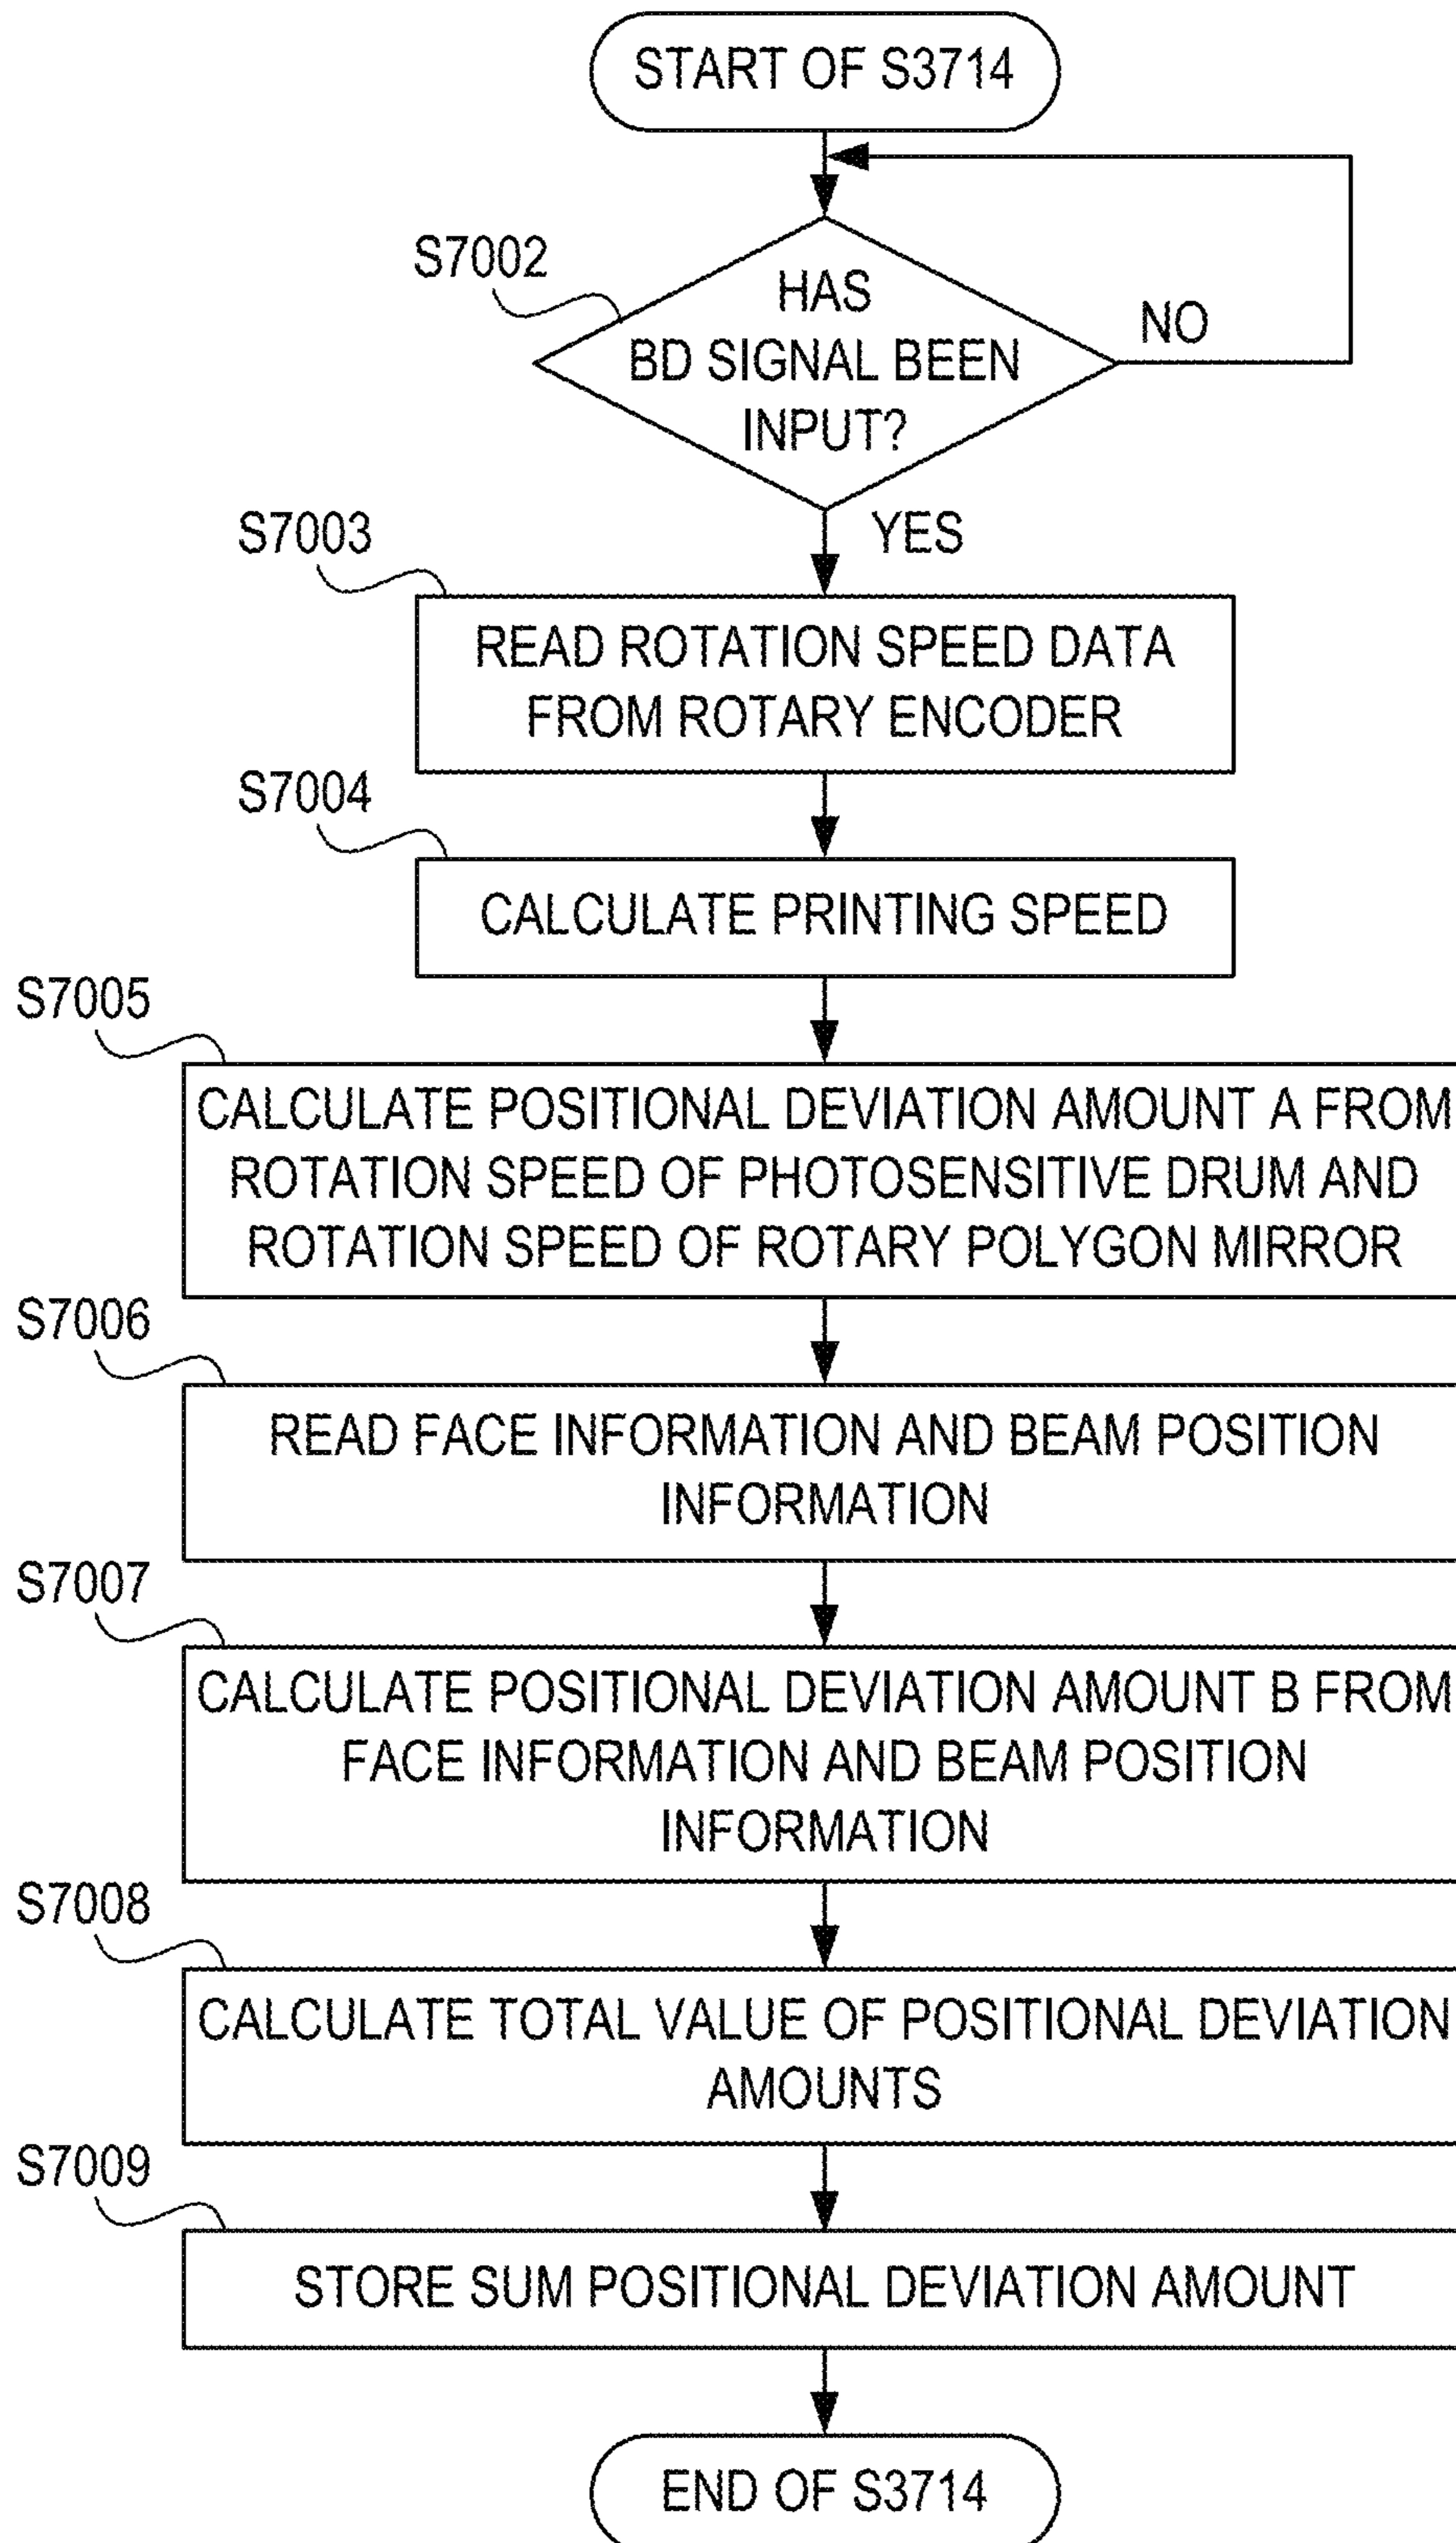 START OF S3714
S7002
HAS
BD SIGNAL BEEN
INPUT?
NO
YES
S7003
READ ROTATION SPEED DATA
FROM ROTARY ENCODER
S7004
CALCULATE PRINTING SPEED
S7005
CALCULATE POSITIONAL DEVIATION AMOUNT A FROM
ROTATION SPEED OF PHOTOSENSITIVE DRUM AND
ROTATION SPEED OF ROTARY POLYGON MIRROR
S7006
READ FACE INFORMATION AND BEAM POSITION
INFORMATION
S7007
CALCULATE POSITIONAL DEVIATION AMOUNT B FROM
FACE INFORMATION AND BEAM POSITION
INFORMATION
S7008
CALCULATE TOTAL VALUE OF POSITIONAL DEVIATION
AMOUNTS
S7009
STORE SUM POSITIONAL DEVIATION AMOUNT
END OF S3714